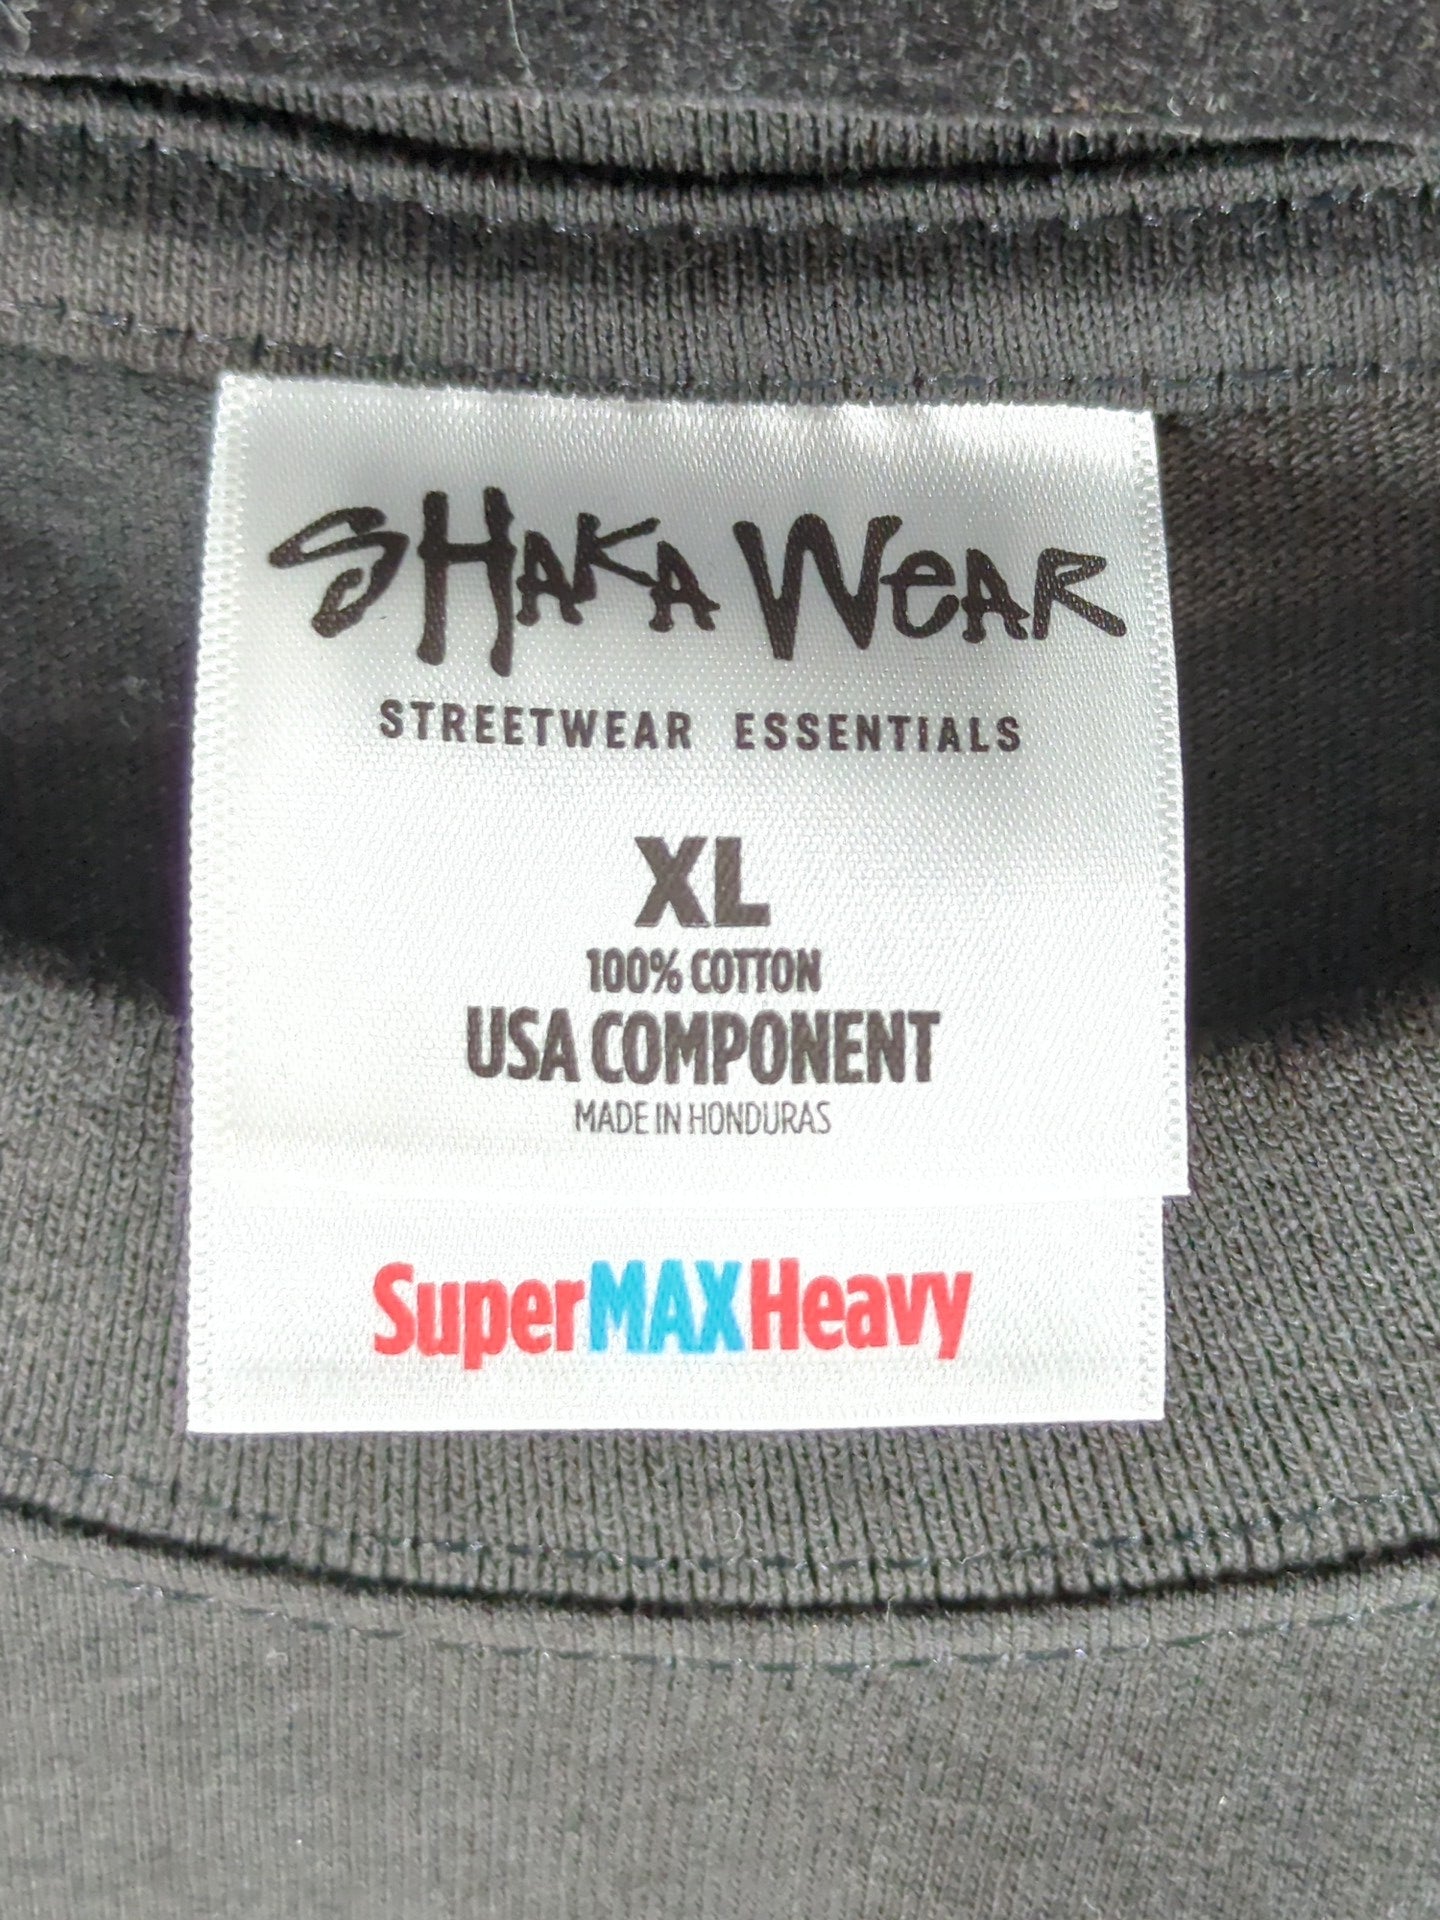 SHAKA WEAR
STREETWEAR ESSENTIALS
XL
100% COTTON
USA COMPONENT
MADE IN HONDURAS
SuperMAXHeavy